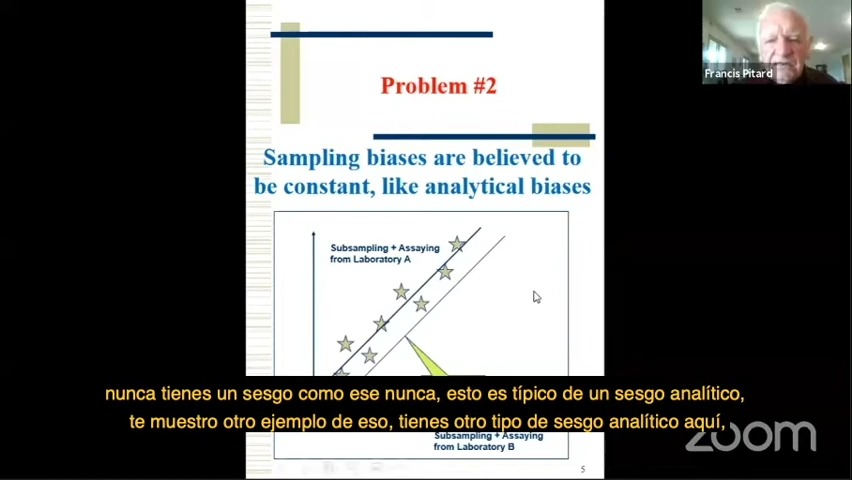 Francis Pitard
Problem #2
Sampling biases are believed to
be constant, like analytical biases
Subsampling + Assaying
from Laboratory A
nunca tienes un sesgo como ese nunca, esto es típico de un sesgo analítico,
te muestro otro ejemplo de eso, tienes otro tipo de sesgo analítico aquí,
Subsampling + Assaying
from Laboratory B
zoom
5